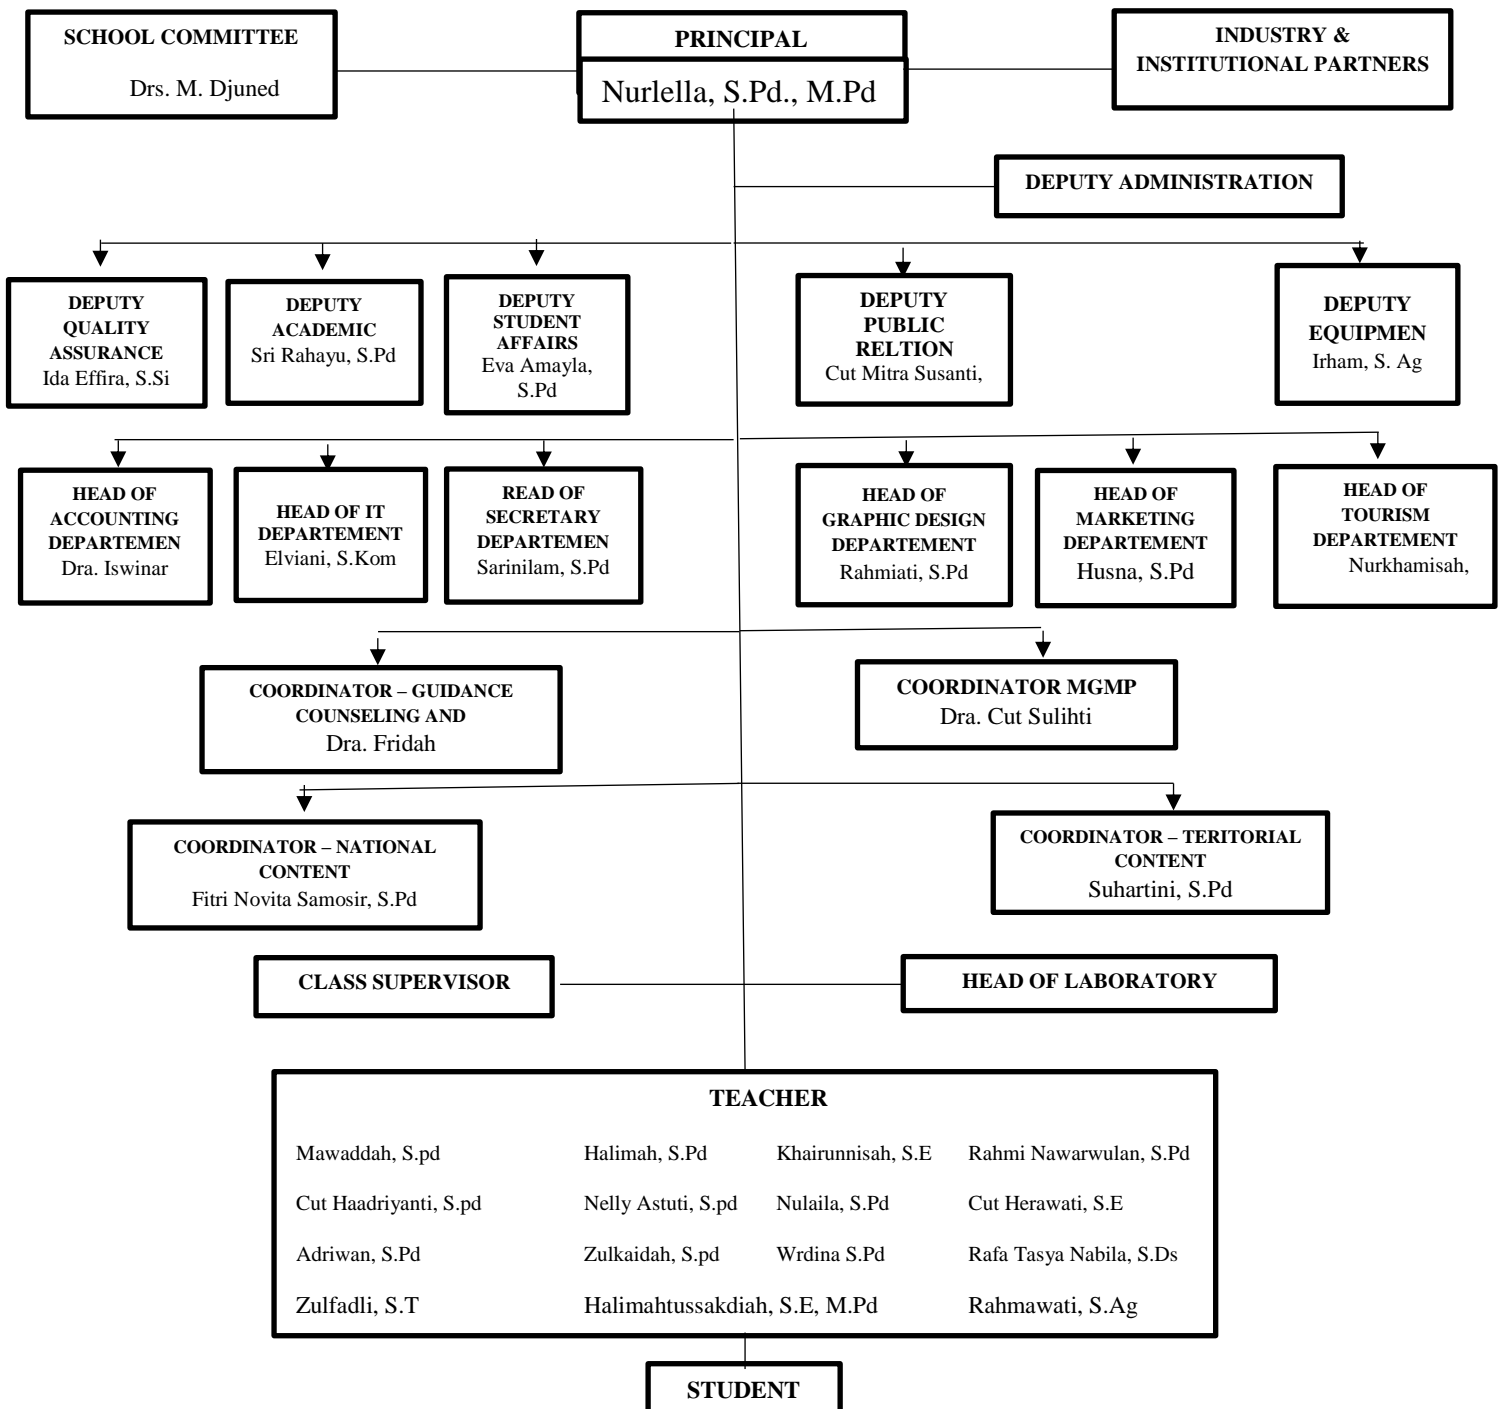 SCHOOL COMMITTEE
Drs. M. Djuned
PRINCIPAL
Nurlella, S.Pd., M.Pd
INDUSTRY &
INSTITUTIONAL PARTNERS
DEPUTY ADMINISTRATION
DEPUTY
QUALITY
ASSURANCE
Ida Effira, S.Si
DEPUTY
ACADEMIC
Sri Rahayu, S.Pd
DEPUTY
STUDENT
AFFAIRS
Eva Amayla,
S.Pd
DEPUTY
PUBLIC
RELTION
Cut Mitra Susanti,
DEPUTY
EQUIPMEN
Irham, S. Ag
HEAD OF
ACCOUNTING
DEPARTEMEN
Dra. Iswinar
HEAD OF IT
DEPARTEMENT
Elviani, S.Kom
READ OF
SECRETARY
DEPARTEMEN
Sarinilam, S.Pd
HEAD OF
GRAPHIC DESIGN
DEPARTEMENT
Rahmiati, S.Pd
HEAD OF
MARKETING
DEPARTEMENT
Husna, S.Pd
HEAD OF
TOURISM
DEPARTEMENT
Nurkhamisah,
COORDINATOR – GUIDANCE
COUNSELING AND
Dra. Fridah
COORDINATOR MGMP
Dra. Cut Sulihti
COORDINATOR – NATIONAL
CONTENT
Fitri Novita Samosir, S.Pd
COORDINATOR – TERITORIAL
CONTENT
Suhartini, S.Pd
CLASS SUPERVISOR
HEAD OF LABORATORY
TEACHER
Mawaddah, S.pd Halimah, S.Pd Khairunnisah, S.E Rahmi Nawarwulan, S.Pd
Cut Haadriyanti, S.pd Nelly Astuti, S.pd Nulaila, S.Pd Cut Herawati, S.E
Adriwan, S.Pd Zulkaidah, S.pd Wrdina S.Pd Rafa Tasya Nabila, S.Ds
Zulfadli, S.T Halimahtussakdiah, S.E, M.Pd Rahmawati, S.Ag
STUDENT